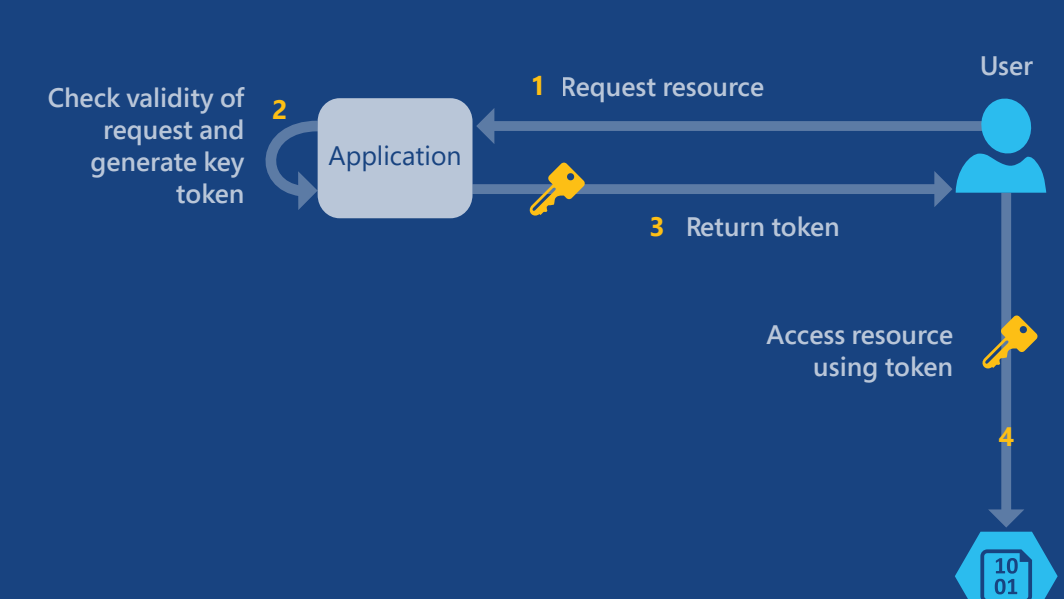 User
1 Request resource
Check validity of
request and
generate key
token
2
Application
3 Return token
Access resource
using token
4
10
01